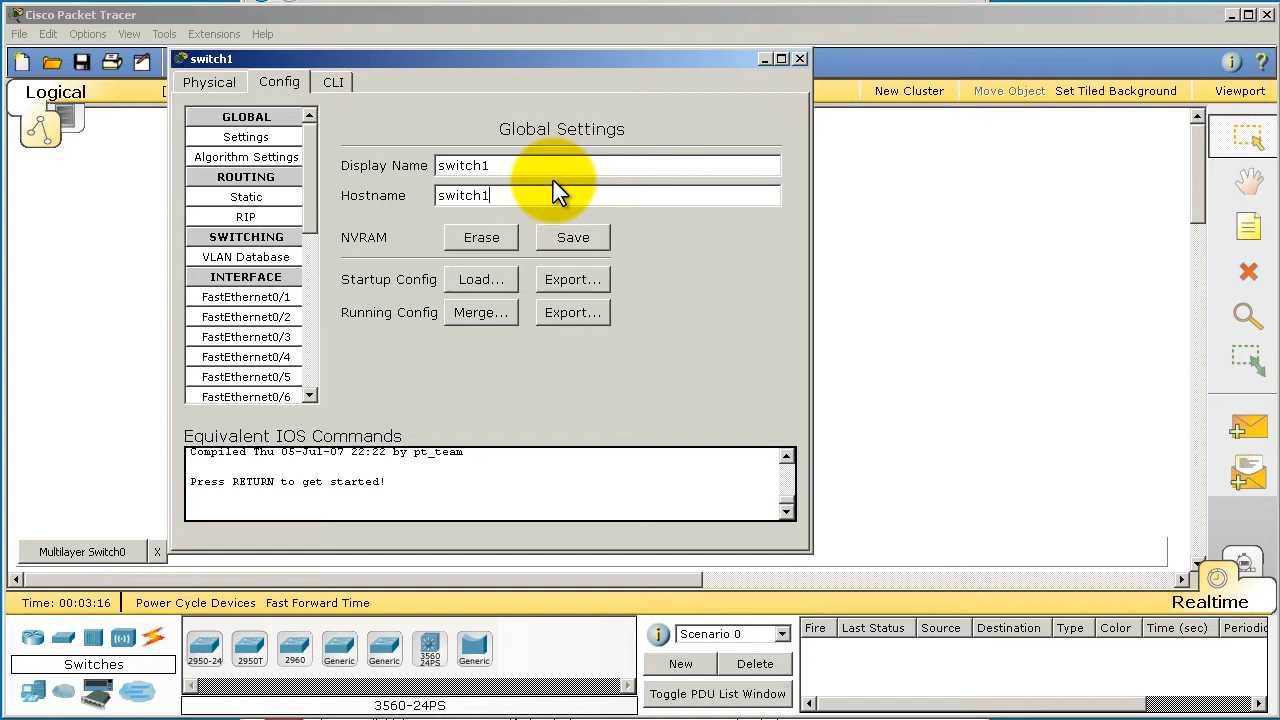 Cisco Packet Tracer
File Edit Options View Tools Extensions Help
Logical
New Cluster Move Object Set Tiled Background Viewport
switch1
Physical Config CLI
GLOBAL
Settings
Algorithm Settings
ROUTING
Static
RIP
SWITCHING
VLAN Database
INTERFACE
FastEthernet0/1
FastEthernet0/2
FastEthernet0/3
FastEthernet0/4
FastEthernet0/5
FastEthernet0/6
Global Settings
Display Name switch1
Hostname switch1
NVRAM Erase Save
Startup Config Load... Export...
Running Config Merge... Export...
Equivalent IOS Commands
Compiled Thu 05-Jul-07 22:22 by pt_team
Press RETURN to get started!
Multilayer Switch0 X
Realtime
Time: 00:03:16 Power Cycle Devices Fast Forward Time
Switches
2950-24 2950T 2960 Generic Generic 3560 24PS Generic
3560-24PS
Scenario 0
New Delete
Toggle PDU List Window
Fire Last Status Source Destination Type Color Time (sec) Periodic